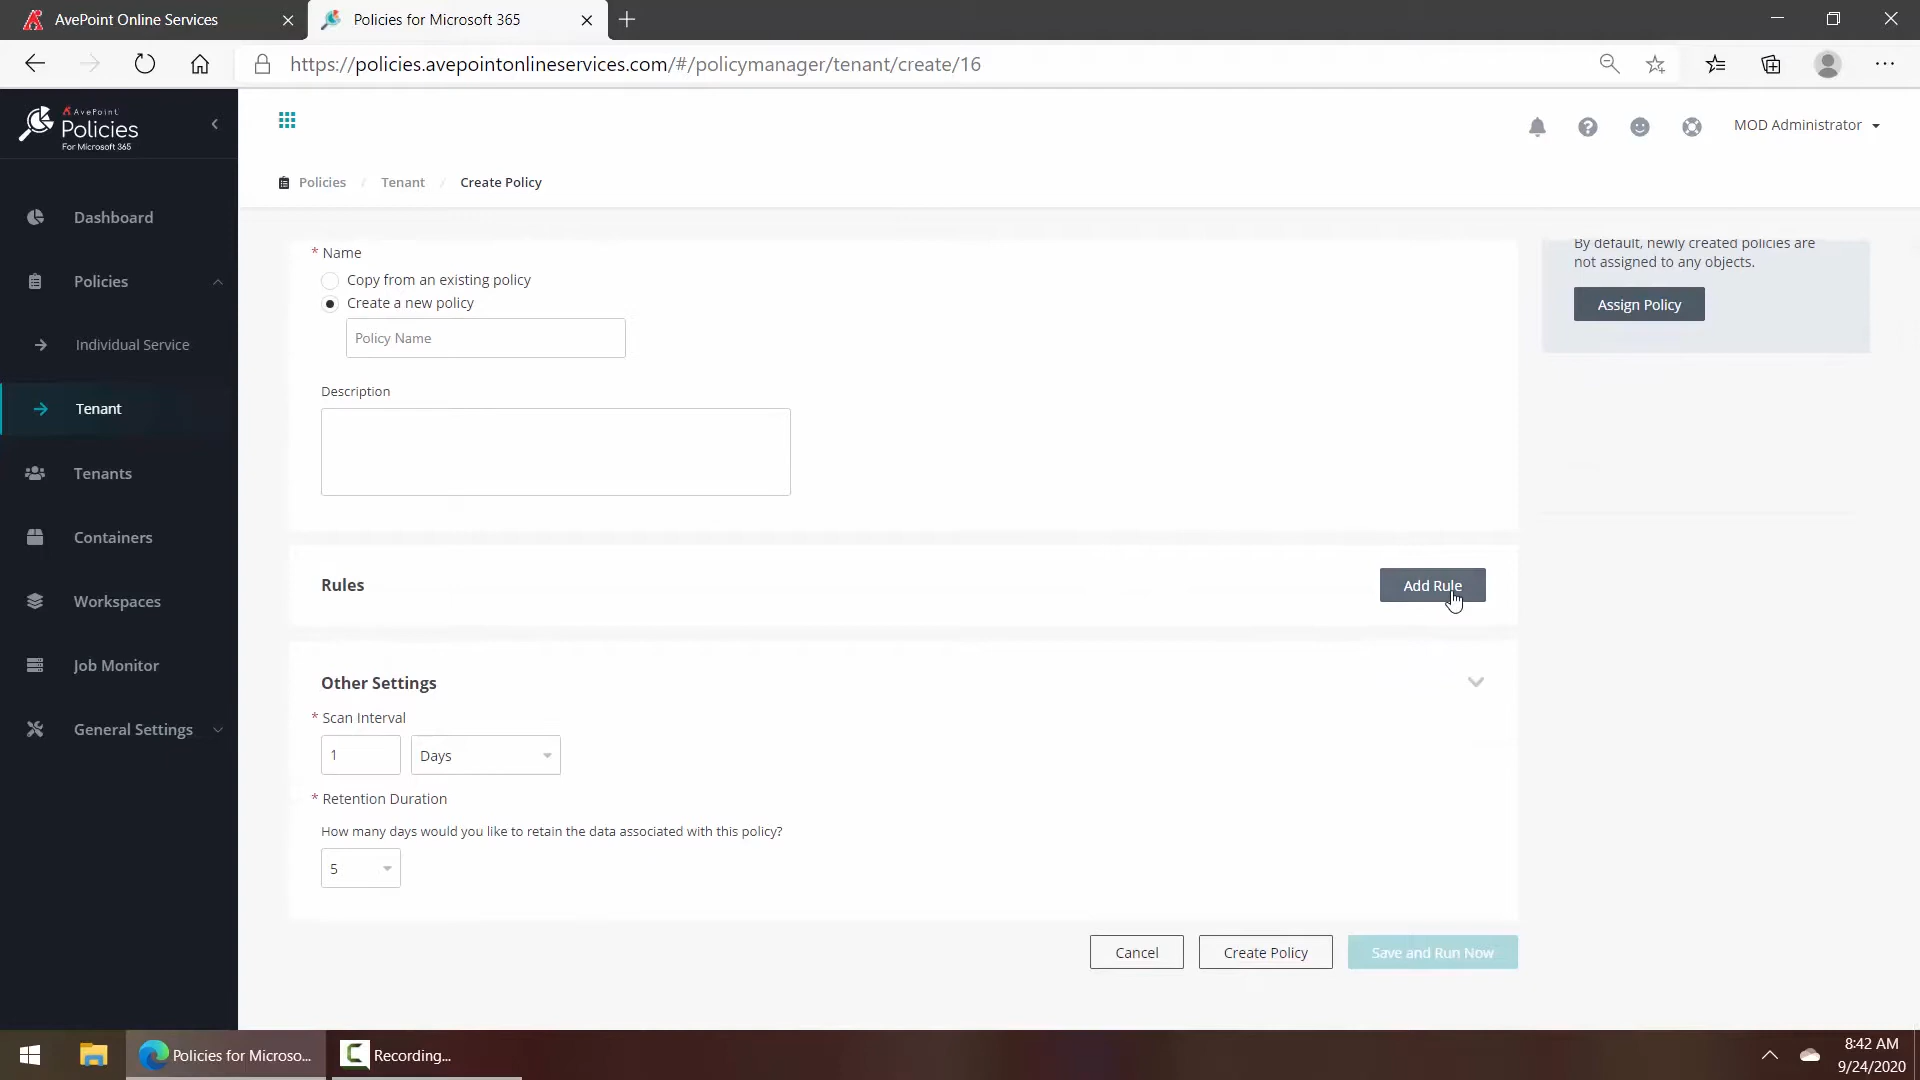 AvePoint Online Services
Policies for Microsoft 365
https://policies.avepointonlineservices.com/#/policymanager/tenant/create/16
AvePoint
Policies
For Microsoft 365
MOD Administrator
Policies / Tenant / Create Policy
Dashboard
Policies
Individual Service
Tenant
Tenants
Containers
Workspaces
Job Monitor
General Settings
* Name
Copy from an existing policy
Create a new policy
Policy Name
Description
Rules
Add Rule
Other Settings
* Scan Interval
1
Days
* Retention Duration
How many days would you like to retain the data associated with this policy?
5
Cancel
Create Policy
Save and Run Now
By default, newly created policies are
not assigned to any objects.
Assign Policy
Policies for Microso...
Recording...
8:42 AM
9/24/2020